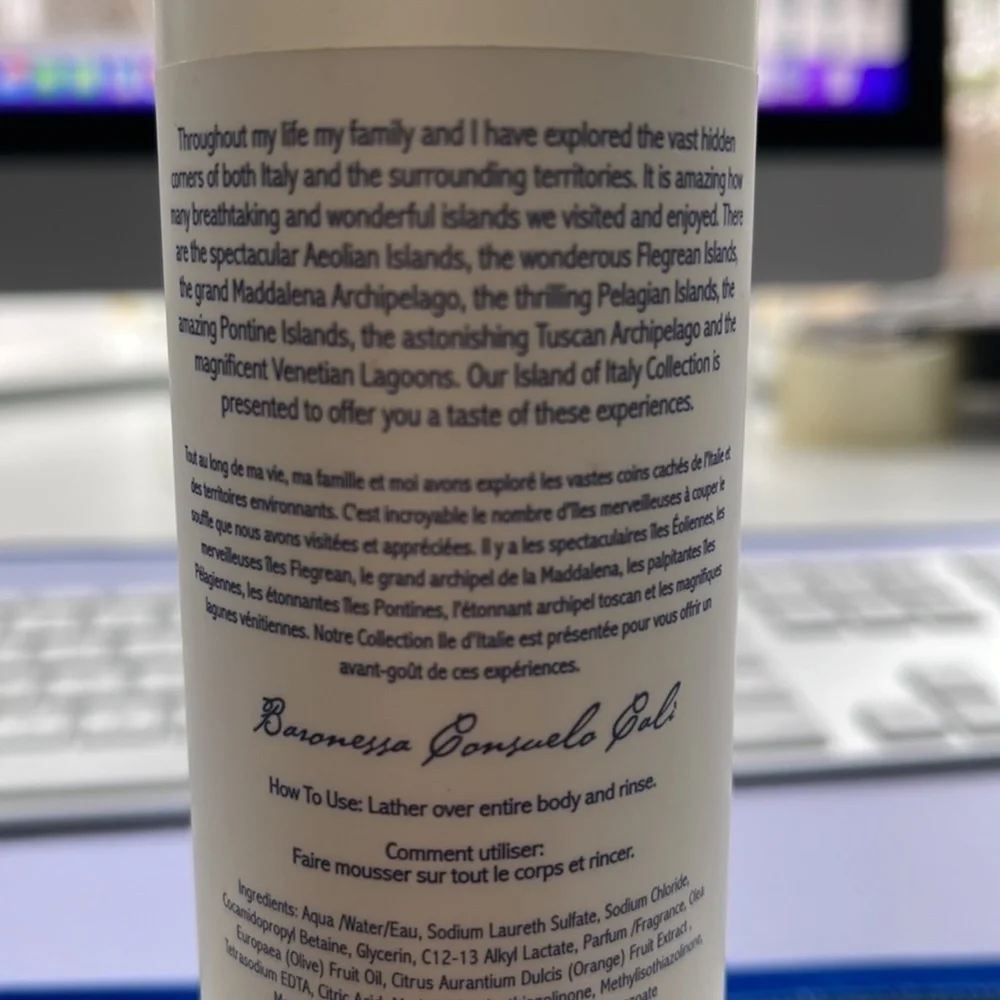 Throughout my life my family and I have explored the vast hidden
corners of both Italy and the surrounding territories. It is amazing how
many breathtaking and wonderful islands we visited and enjoyed. There
are the spectacular Aeolian Islands, the wonderous Flegrean Islands,
the grand Maddalena Archipelago, the thrilling Pelagian Islands, the
amazing Pontine Islands, the astonishing Tuscan Archipelago and the
magnificent Venetian Lagoons. Our Island of Italy Collection is
presented to offer you a taste of these experiences.
Tout au long de ma vie, ma famille et moi avons exploré les vastes coins cachés de l'Italie et
des territoires environnants. C'est incroyable le nombre d'îles merveilleuses à couper le
souffle que nous avons visitées et appréciées. Il y a les spectaculaires îles Éoliennes, les
merveilleuses îles Flegrean, le grand archipel de la Maddalena, les palpitantes îles
Pélagiennes, les étonnantes îles Pontines, l'étonnant archipel toscan et les magnifiques
lagunes vénitiennes. Notre Collection Ile d'Italie est présentée pour vous offrir un
avant-goût de ces expériences.
Baronessa Consuelo Cali
How To Use: Lather over entire body and rinse.
Comment utiliser:
Faire mousser sur tout le corps et rincer.
Ingredients: Aqua /Water/Eau, Sodium Laureth Sulfate, Sodium Chloride,
Cocamidopropyl Betaine, Glycerin, C12-13 Alkyl Lactate, Parfum /Fragrance, Olea
Europaea (Olive) Fruit Oil, Citrus Aurantium Dulcis (Orange) Fruit Extract,
Tetrasodium EDTA, Citric Methylisothiazolinone,